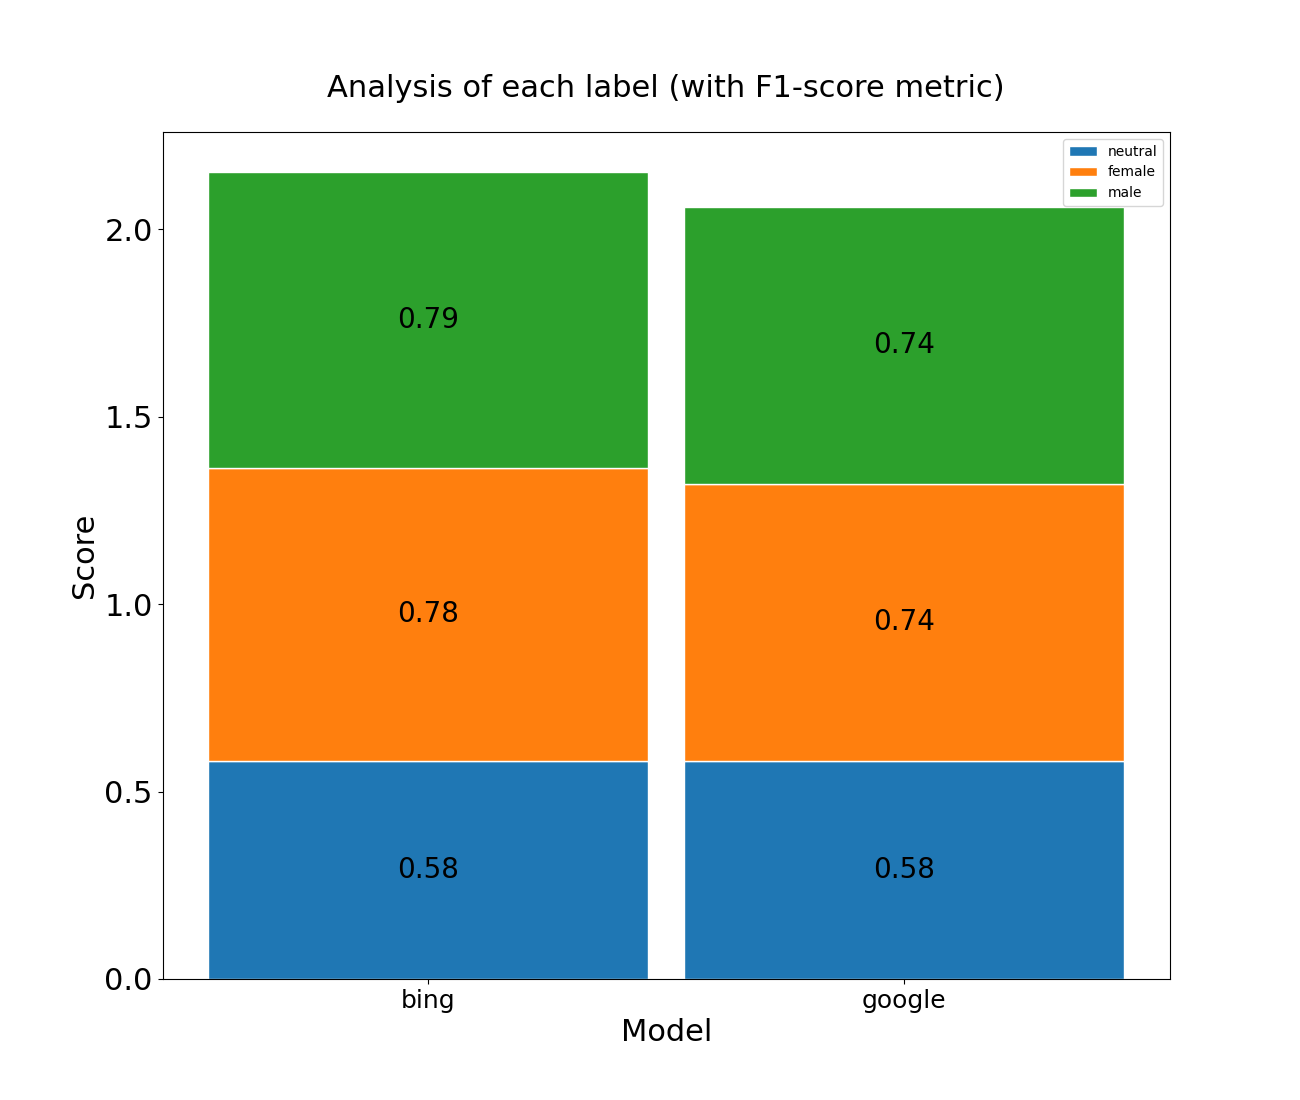 Analysis of each label (with F1-score metric)
neutral
female
male
2.0
1.5
1.0
0.5
0.0
Score
0.79
0.74
0.78
0.74
0.58
0.58
bing
google
Model